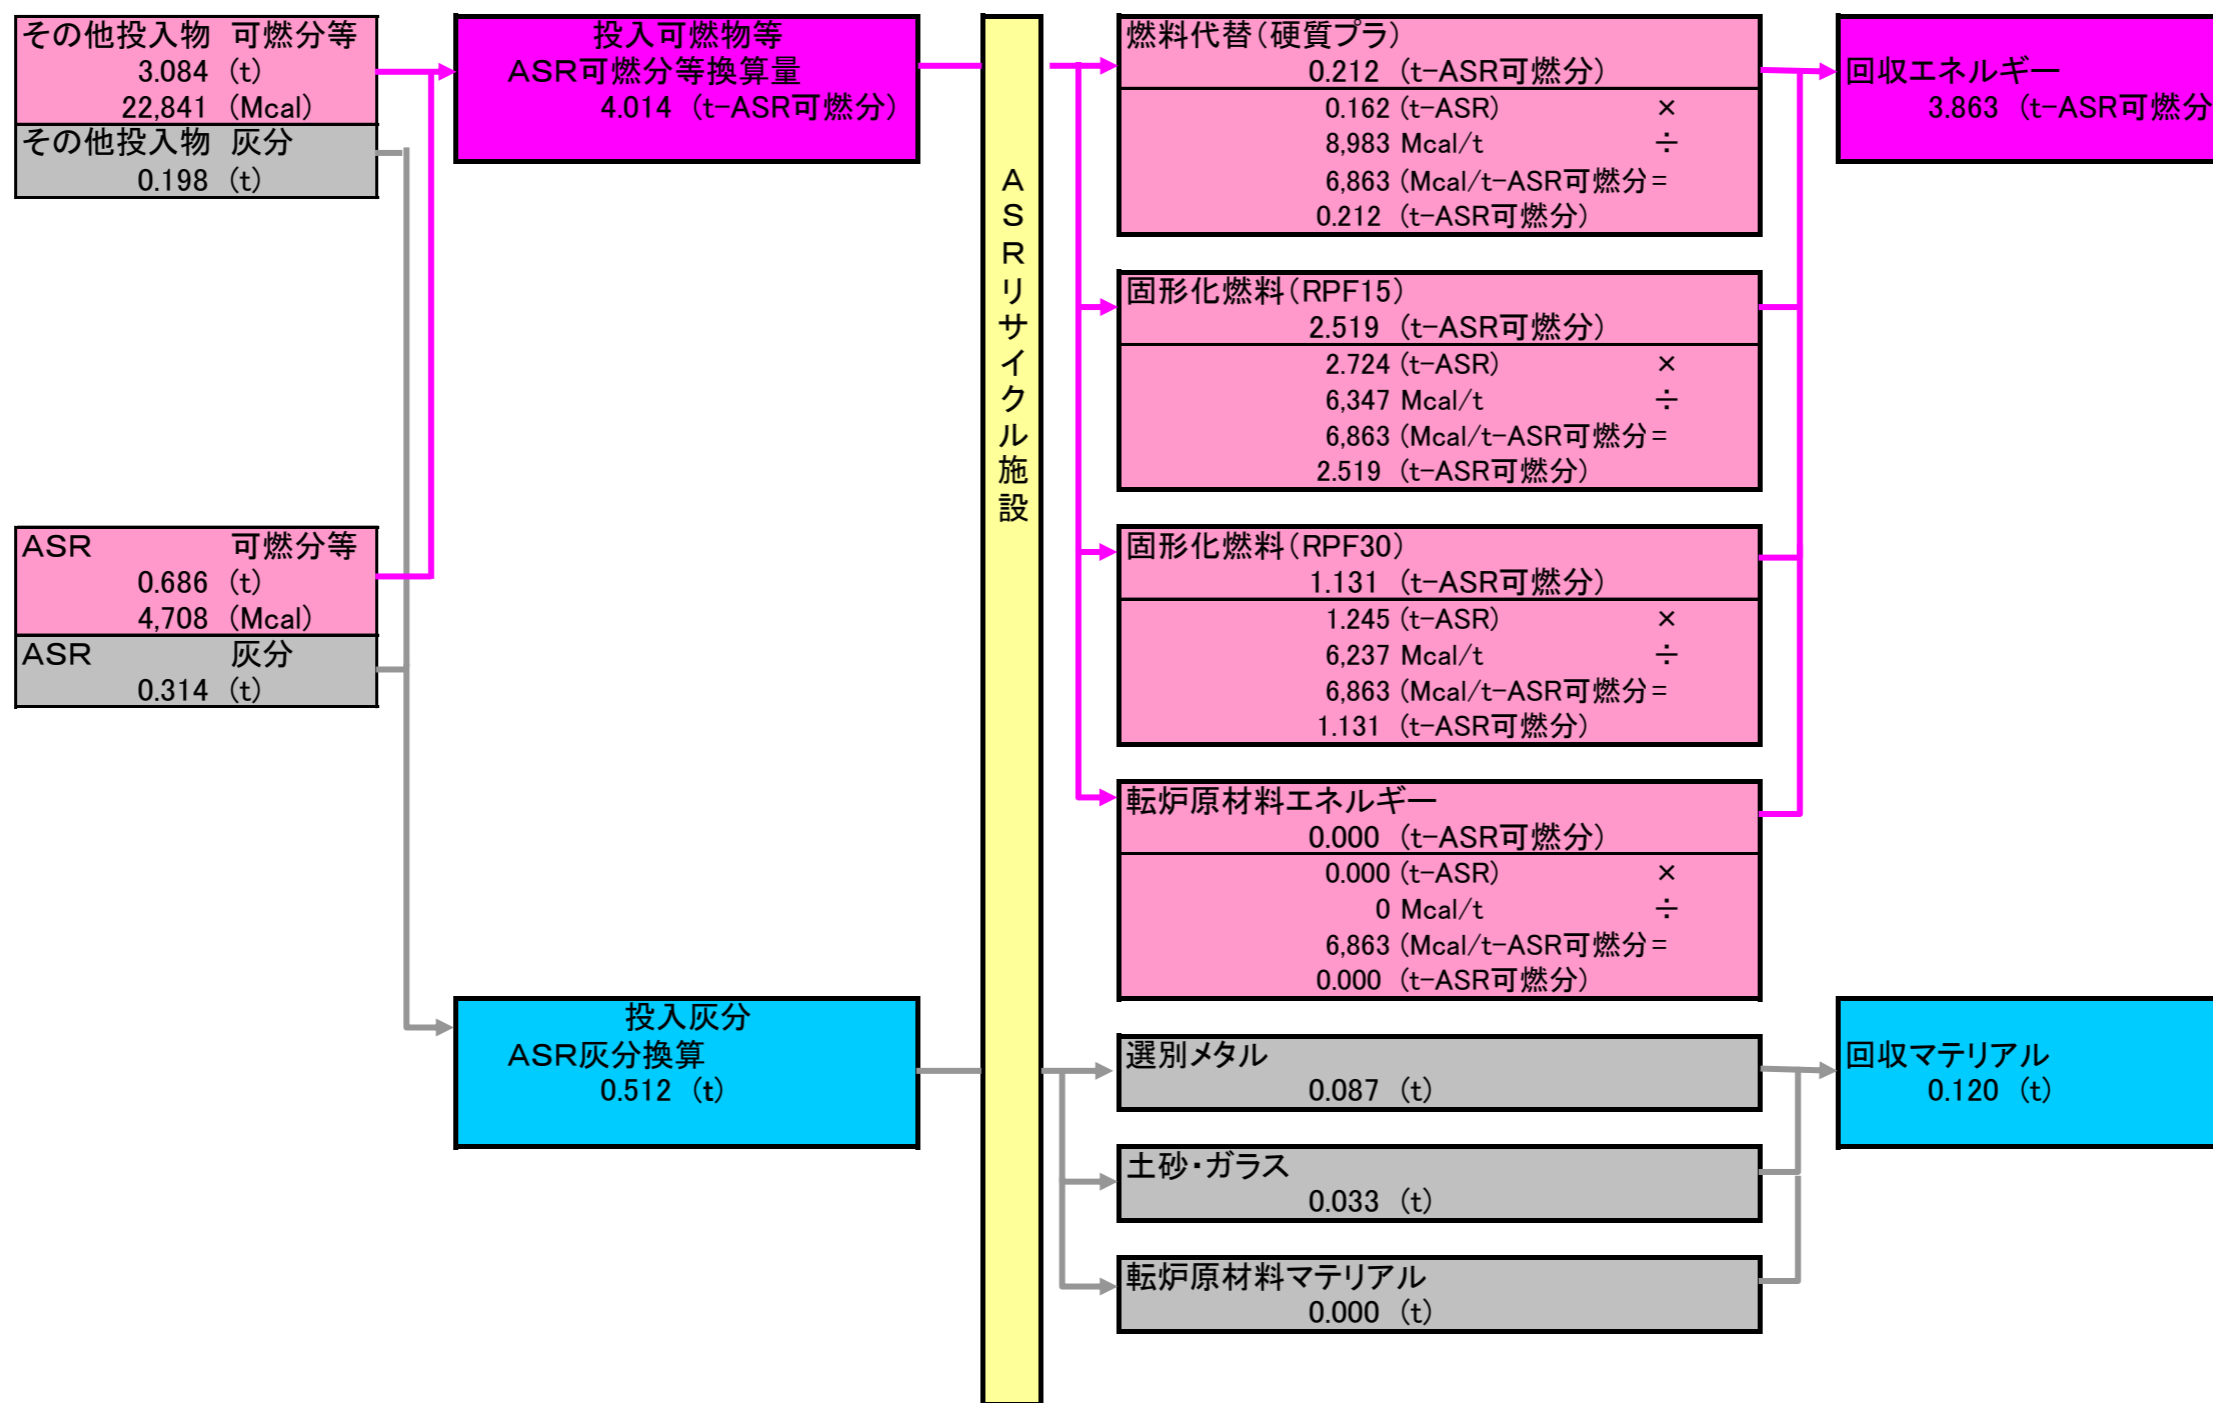 その他投入物 可燃分等
3.084 (t)
22,841 (Mcal)
その他投入物 灰分
0.198 (t)
ASR 可燃分等
0.686 (t)
4,708 (Mcal)
ASR 灰分
0.314 (t)
投入可燃物等
ASR可燃分等換算量
4.014 (t-ASR可燃分)
投入灰分
ASR灰分換算
0.512 (t)
ASRリサイクル施設
燃料代替(硬質プラ)
0.212 (t-ASR可燃分)
0.162 (t-ASR) ×
8,983 Mcal/t ÷
6,863 (Mcal/t-ASR可燃分=
0.212 (t-ASR可燃分)
固形化燃料(RPF15)
2.519 (t-ASR可燃分)
2.724 (t-ASR) ×
6,347 Mcal/t ÷
6,863 (Mcal/t-ASR可燃分=
2.519 (t-ASR可燃分)
固形化燃料(RPF30)
1.131 (t-ASR可燃分)
1.245 (t-ASR) ×
6,237 Mcal/t ÷
6,863 (Mcal/t-ASR可燃分=
1.131 (t-ASR可燃分)
転炉原材料エネルギー
0.000 (t-ASR可燃分)
0.000 (t-ASR) ×
0 Mcal/t ÷
6,863 (Mcal/t-ASR可燃分=
0.000 (t-ASR可燃分)
選別メタル
0.087 (t)
土砂・ガラス
0.033 (t)
転炉原材料マテリアル
0.000 (t)
回収エネルギー
3.863 (t-ASR可燃分
回収マテリアル
0.120 (t)